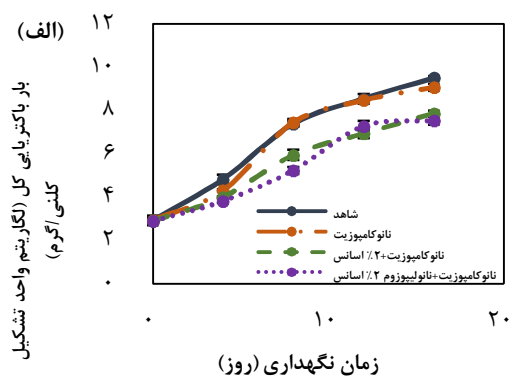 (الف)
بار باکتریایی کل (لگاریتم واحد تشکیل
کلنی/گرم)
۱۲
۱۰
۸
۶
۴
۲
۰
شاهد
نانوکامپوزیت
نانوکامپوزیت+۲٪ اسانس
نانوکامپوزیت+نانولیپوزوم ۲٪ اسانس
۰
۱۰
۲۰
زمان نگهداری (روز)